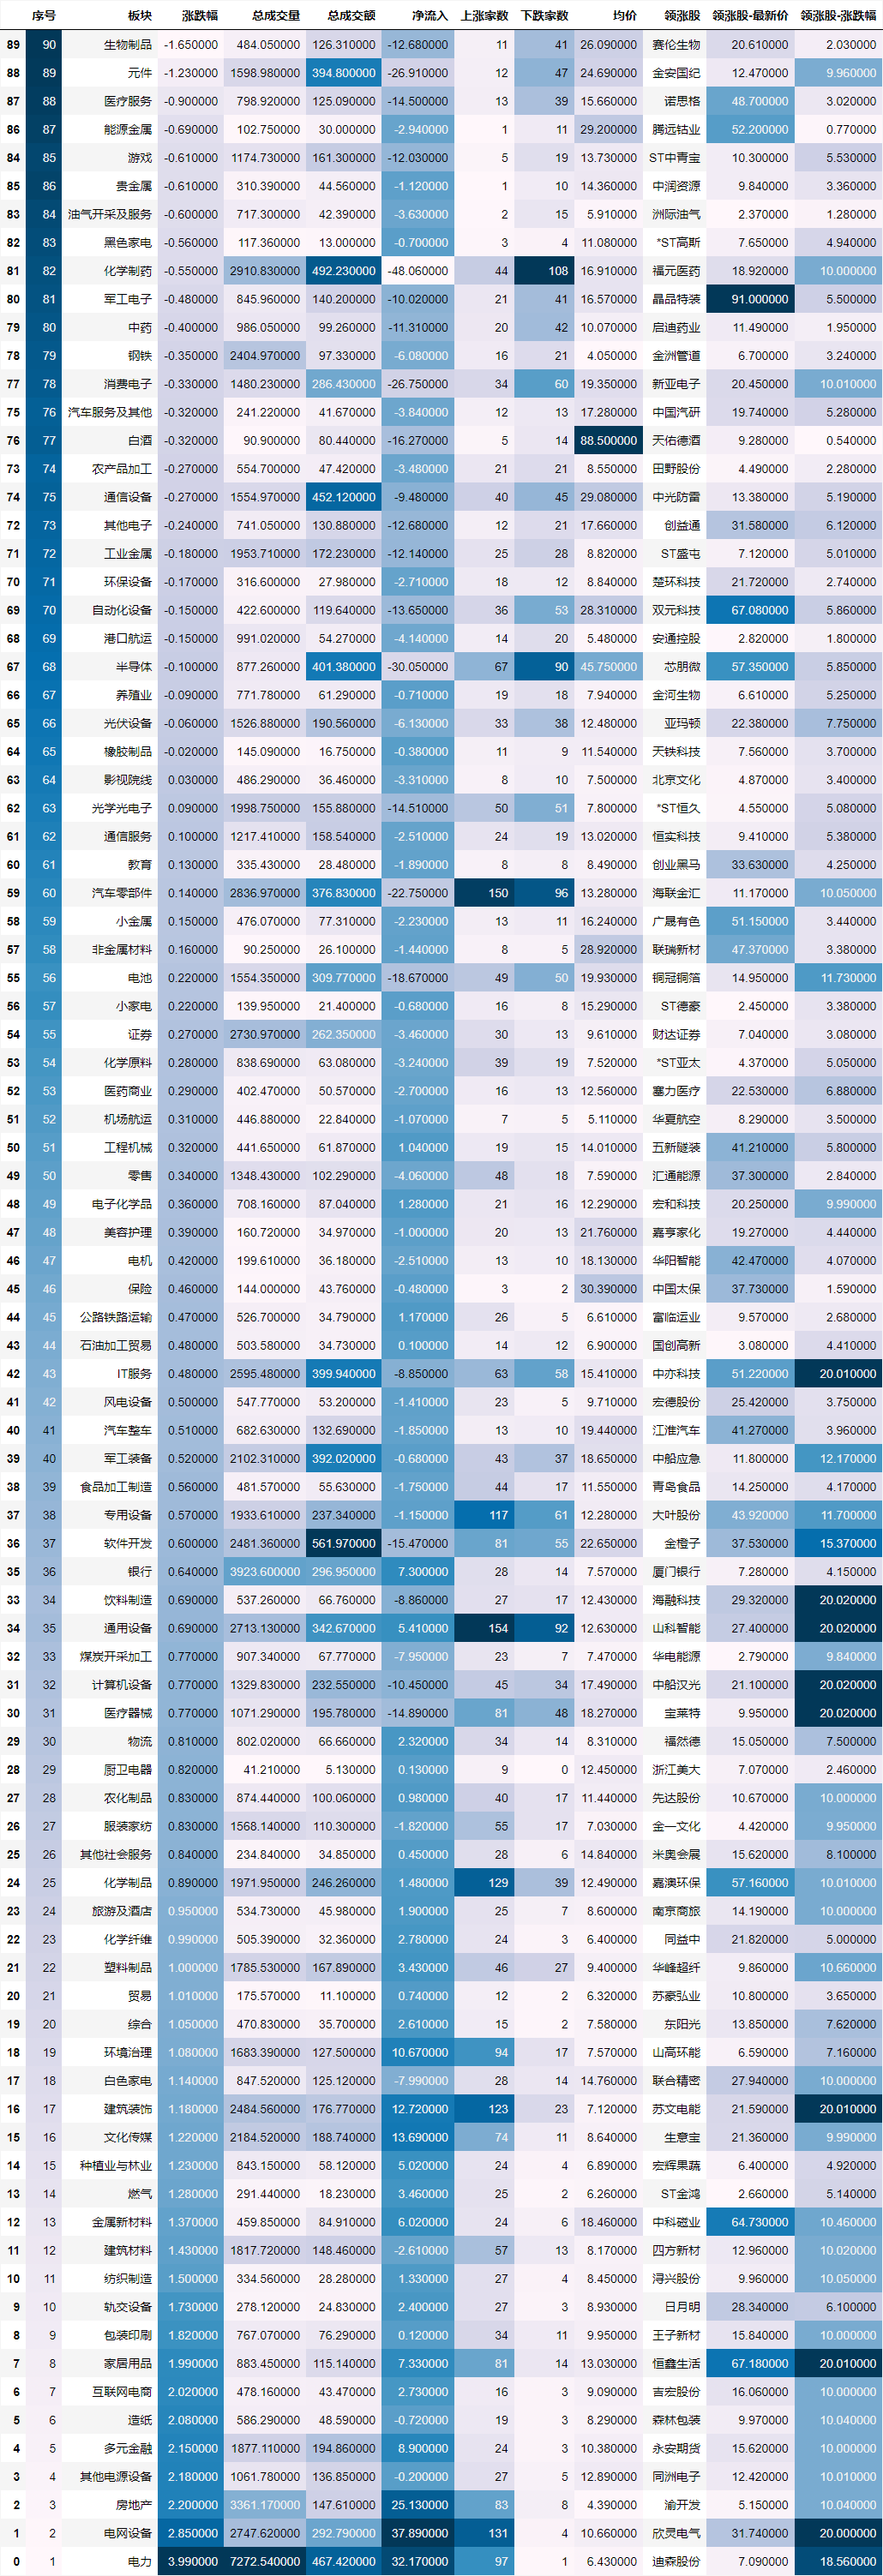 序号 板块 涨跌幅 总成交量 总成交额 净流入 上涨家数 下跌家数 均价 领涨股 领涨股-最新价 领涨股-涨跌幅
89 90 生物制品 -1.650000 484.050000 126.310000 -12.680000 11 41 26.090000 赛伦生物 20.610000 2.030000
88 89 元件 -1.230000 1598.980000 394.800000 -26.910000 12 47 24.690000 金安国纪 12.470000 9.960000
87 88 医疗服务 -0.900000 798.920000 125.090000 -14.500000 13 39 15.660000 诺思格 48.700000 3.020000
86 87 能源金属 -0.690000 102.750000 30.000000 -2.940000 1 11 29.200000 腾远钴业 52.200000 0.770000
84 85 游戏 -0.610000 1174.730000 161.300000 -12.030000 5 19 13.730000 ST中青宝 10.300000 5.530000
85 86 贵金属 -0.610000 310.390000 44.560000 -1.120000 1 10 14.360000 中润资源 9.840000 3.360000
83 84 油气开采及服务 -0.600000 717.300000 42.390000 -3.630000 2 15 5.910000 洲际油气 2.370000 1.280000
82 83 黑色家电 -0.560000 117.360000 13.000000 -0.700000 3 4 11.080000 *ST高斯 7.650000 4.940000
81 82 化学制药 -0.550000 2910.830000 492.230000 -48.060000 44 108 16.910000 福元医药 18.920000 10.000000
80 81 军工电子 -0.480000 845.960000 140.200000 -10.020000 21 41 16.570000 晶品特装 91.000000 5.500000
79 80 中药 -0.400000 986.050000 99.260000 -11.310000 20 42 10.070000 启迪药业 11.490000 1.950000
78 79 钢铁 -0.350000 2404.970000 97.330000 -6.080000 16 21 4.050000 金洲管道 6.700000 3.240000
77 78 消费电子 -0.330000 1480.230000 286.430000 -26.750000 34 60 19.350000 新亚电子 20.450000 10.010000
75 76 汽车服务及其他 -0.320000 241.220000 41.670000 -3.840000 12 13 17.280000 中国汽研 19.740000 5.280000
76 77 白酒 -0.320000 90.900000 80.440000 -16.270000 5 14 88.500000 天佑德酒 9.280000 0.540000
73 74 农产品加工 -0.270000 554.700000 47.420000 -3.480000 21 21 8.550000 田野股份 4.490000 2.280000
74 75 通信设备 -0.270000 1554.970000 452.120000 -9.480000 40 45 29.080000 中光防雷 13.380000 5.190000
72 73 其他电子 -0.240000 741.050000 130.880000 -12.680000 12 21 17.660000 创益通 31.580000 6.120000
71 72 工业金属 -0.180000 1953.710000 172.230000 -12.140000 25 28 8.820000 ST盛屯 7.120000 5.010000
70 71 环保设备 -0.170000 316.600000 27.980000 -2.710000 18 12 8.840000 楚环科技 21.720000 2.740000
69 70 自动化设备 -0.150000 422.600000 119.640000 -13.650000 36 53 28.310000 双元科技 67.080000 5.860000
68 69 港口航运 -0.150000 991.020000 54.270000 -4.140000 14 20 5.480000 安通控股 2.820000 1.800000
67 68 半导体 -0.100000 877.260000 401.380000 -30.050000 67 90 45.750000 芯朋微 57.350000 5.850000
66 67 养殖业 -0.090000 771.780000 61.290000 -0.710000 19 18 7.940000 金河生物 6.610000 5.250000
65 66 光伏设备 -0.060000 1526.880000 190.560000 -6.130000 33 38 12.480000 亚玛顿 22.380000 7.750000
64 65 橡胶制品 -0.020000 145.090000 16.750000 -0.380000 11 9 11.540000 天铁科技 7.560000 3.700000
63 64 影视院线 0.030000 486.290000 36.460000 -3.310000 8 10 7.500000 北京文化 4.870000 3.400000
62 63 光学光电子 0.090000 1998.750000 155.880000 -14.510000 50 51 7.800000 *ST恒久 4.550000 5.080000
61 62 通信服务 0.100000 1217.410000 158.540000 -2.510000 24 19 13.020000 恒实科技 9.410000 5.380000
60 61 教育 0.130000 335.430000 28.480000 -1.890000 8 8 8.490000 创业黑马 33.630000 4.250000
59 60 汽车零部件 0.140000 2836.970000 376.830000 -22.750000 150 96 13.280000 海联金汇 11.170000 10.050000
58 59 小金属 0.150000 476.070000 77.310000 -2.230000 13 11 16.240000 广晟有色 51.150000 3.440000
57 58 非金属材料 0.160000 90.250000 26.100000 -1.440000 8 5 28.920000 联瑞新材 47.370000 3.380000
55 56 电池 0.220000 1554.350000 309.770000 -18.670000 49 50 19.930000 铜冠铜箔 14.950000 11.730000
56 57 小家电 0.220000 139.950000 21.400000 -0.680000 16 8 15.290000 ST德豪 2.450000 3.380000
54 55 证券 0.270000 2730.970000 262.350000 -3.460000 30 13 9.610000 财达证券 7.040000 3.080000
53 54 化学原料 0.280000 838.690000 63.080000 -3.240000 39 19 7.520000 *ST亚太 4.370000 5.050000
52 53 医药商业 0.290000 402.470000 50.570000 -2.700000 16 13 12.560000 塞力医疗 22.530000 6.880000
51 52 机场航运 0.310000 446.880000 22.840000 -1.070000 7 5 5.110000 华夏航空 8.290000 3.500000
50 51 工程机械 0.320000 441.650000 61.870000 1.040000 19 15 14.010000 五新隧装 41.210000 5.800000
49 50 零售 0.340000 1348.430000 102.290000 -4.060000 48 18 7.590000 汇通能源 37.300000 2.840000
48 49 电子化学品 0.360000 708.160000 87.040000 1.280000 21 16 12.290000 宏和科技 20.250000 9.990000
47 48 美容护理 0.390000 160.720000 34.970000 -1.000000 20 13 21.760000 嘉亨家化 19.270000 4.440000
46 47 电机 0.420000 199.610000 36.180000 -2.510000 13 10 18.130000 华阳智能 42.470000 4.070000
45 46 保险 0.460000 144.000000 43.760000 -0.480000 3 2 30.390000 中国太保 37.730000 1.590000
44 45 公路铁路运输 0.470000 526.700000 34.790000 1.170000 26 5 6.610000 富临运业 9.570000 2.680000
43 44 石油加工贸易 0.480000 503.580000 34.730000 0.100000 14 12 6.900000 国创高新 3.080000 4.410000
42 43 IT服务 0.480000 2595.480000 399.940000 -8.850000 63 58 15.410000 中亦科技 51.220000 20.010000
41 42 风电设备 0.500000 547.770000 53.200000 -1.410000 23 5 9.710000 宏德股份 25.420000 3.750000
40 41 汽车整车 0.510000 682.630000 132.690000 -1.850000 13 10 19.440000 江淮汽车 41.270000 3.960000
39 40 军工装备 0.520000 2102.310000 392.020000 -0.680000 43 37 18.650000 中船应急 11.800000 12.170000
38 39 食品加工制造 0.560000 481.570000 55.630000 -1.750000 44 17 11.550000 青岛食品 14.250000 4.170000
37 38 专用设备 0.570000 1933.610000 237.340000 -1.150000 117 61 12.280000 大叶股份 43.920000 11.700000
36 37 软件开发 0.600000 2481.360000 561.970000 -15.470000 81 55 22.650000 金橙子 37.530000 15.370000
35 36 银行 0.640000 3923.600000 296.950000 7.300000 28 14 7.570000 厦门银行 7.280000 4.150000
33 34 饮料制造 0.690000 537.260000 66.760000 -8.860000 27 17 12.430000 海融科技 29.320000 20.020000
34 35 通用设备 0.690000 2713.130000 342.670000 5.410000 154 92 12.630000 山科智能 27.400000 20.020000
32 33 煤炭开采加工 0.770000 907.340000 67.770000 -7.950000 23 7 7.470000 华电能源 2.790000 9.840000
31 32 计算机设备 0.770000 1329.830000 232.550000 -10.450000 45 34 17.490000 中船汉光 21.100000 20.020000
30 31 医疗器械 0.770000 1071.290000 195.780000 -14.890000 81 48 18.270000 宝莱特 9.950000 20.020000
29 30 物流 0.810000 802.020000 66.660000 2.320000 34 14 8.310000 福然德 15.050000 7.500000
28 29 厨卫电器 0.820000 41.210000 5.130000 0.130000 9 0 12.450000 浙江美大 7.070000 2.460000
27 28 农化制品 0.830000 874.440000 100.060000 0.980000 40 17 11.440000 先达股份 10.670000 10.000000
26 27 服装家纺 0.830000 1568.140000 110.300000 -1.820000 55 17 7.030000 金一文化 4.420000 9.950000
25 26 其他社会服务 0.840000 234.840000 34.850000 0.450000 28 6 14.840000 米奥会展 15.620000 8.100000
24 25 化学制品 0.890000 1971.950000 246.260000 1.480000 129 39 12.490000 嘉澳环保 57.160000 10.010000
23 24 旅游及酒店 0.950000 534.730000 45.980000 1.900000 25 7 8.600000 南京商旅 14.190000 10.000000
22 23 化学纤维 0.990000 505.390000 32.360000 2.780000 24 3 6.400000 同益中 21.820000 5.000000
21 22 塑料制品 1.000000 1785.530000 167.890000 3.430000 46 27 9.400000 华峰超纤 9.860000 10.660000
20 21 贸易 1.010000 175.570000 11.100000 0.740000 12 2 6.320000 苏豪弘业 10.800000 3.650000
19 20 综合 1.050000 470.830000 35.700000 2.610000 15 2 7.580000 东阳光 13.850000 7.620000
18 19 环境治理 1.080000 1683.390000 127.500000 10.670000 94 17 7.570000 山高环能 6.590000 7.160000
17 18 白色家电 1.140000 847.520000 125.120000 -7.990000 28 14 14.760000 联合精密 27.940000 10.000000
16 17 建筑装饰 1.180000 2484.560000 176.770000 12.720000 123 23 7.120000 苏文电能 21.590000 20.010000
15 16 文化传媒 1.220000 2184.520000 188.740000 13.690000 74 11 8.640000 生意宝 21.360000 9.990000
14 15 种植业与林业 1.230000 843.150000 58.120000 5.020000 24 4 6.890000 宏辉果蔬 6.400000 4.920000
13 14 燃气 1.280000 291.440000 18.230000 3.460000 25 2 6.260000 ST金鸿 2.660000 5.140000
12 13 金属新材料 1.370000 459.850000 84.910000 6.020000 24 6 18.460000 中科磁业 64.730000 10.460000
11 12 建筑材料 1.430000 1817.720000 148.460000 -2.610000 57 13 8.170000 四方新材 12.960000 10.020000
10 11 纺织制造 1.500000 334.560000 28.280000 1.330000 27 4 8.450000 浔兴股份 9.960000 10.050000
9 10 轨交设备 1.730000 278.120000 24.830000 2.400000 27 3 8.930000 日月明 28.340000 6.100000
8 9 包装印刷 1.820000 767.070000 76.290000 0.120000 34 11 9.950000 王子新材 15.840000 10.000000
7 8 家居用品 1.990000 883.450000 115.140000 7.330000 81 14 13.030000 恒鑫生活 67.180000 20.010000
6 7 互联网电商 2.020000 478.160000 43.470000 2.730000 16 3 9.090000 吉宏股份 16.060000 10.000000
5 6 造纸 2.080000 586.290000 48.590000 -0.720000 19 3 8.290000 森林包装 9.970000 10.040000
4 5 多元金融 2.150000 1877.110000 194.860000 8.900000 24 3 10.380000 永安期货 15.620000 10.000000
3 4 其他电源设备 2.180000 1061.780000 136.850000 -0.200000 27 5 12.890000 同洲电子 12.420000 10.010000
2 3 房地产 2.200000 3361.170000 147.610000 25.130000 83 8 4.390000 渝开发 5.150000 10.040000
1 2 电网设备 2.850000 2747.620000 292.790000 37.890000 131 4 10.660000 欣灵电气 31.740000 20.000000
0 1 电力 3.990000 7272.540000 467.420000 32.170000 97 1 6.430000 迪森股份 7.090000 18.560000